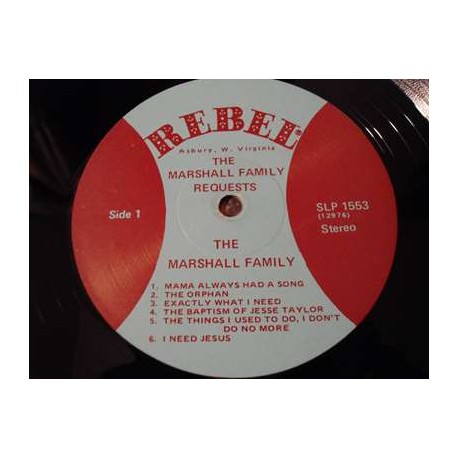 REBEL
Asbury, W. Virginia
THE
MARSHALL FAMILY
REQUESTS
Side 1
SLP 1553
(12976)
Stereo
THE
MARSHALL FAMILY
1. MAMA ALWAYS HAD A SONG
2. THE ORPHAN
3. EXACTLY WHAT I NEED
4. THE BAPTISM OF JESSE TAYLOR
5. THE THINGS I USED TO DO, I DON'T
DO NO MORE
6. I NEED JESUS